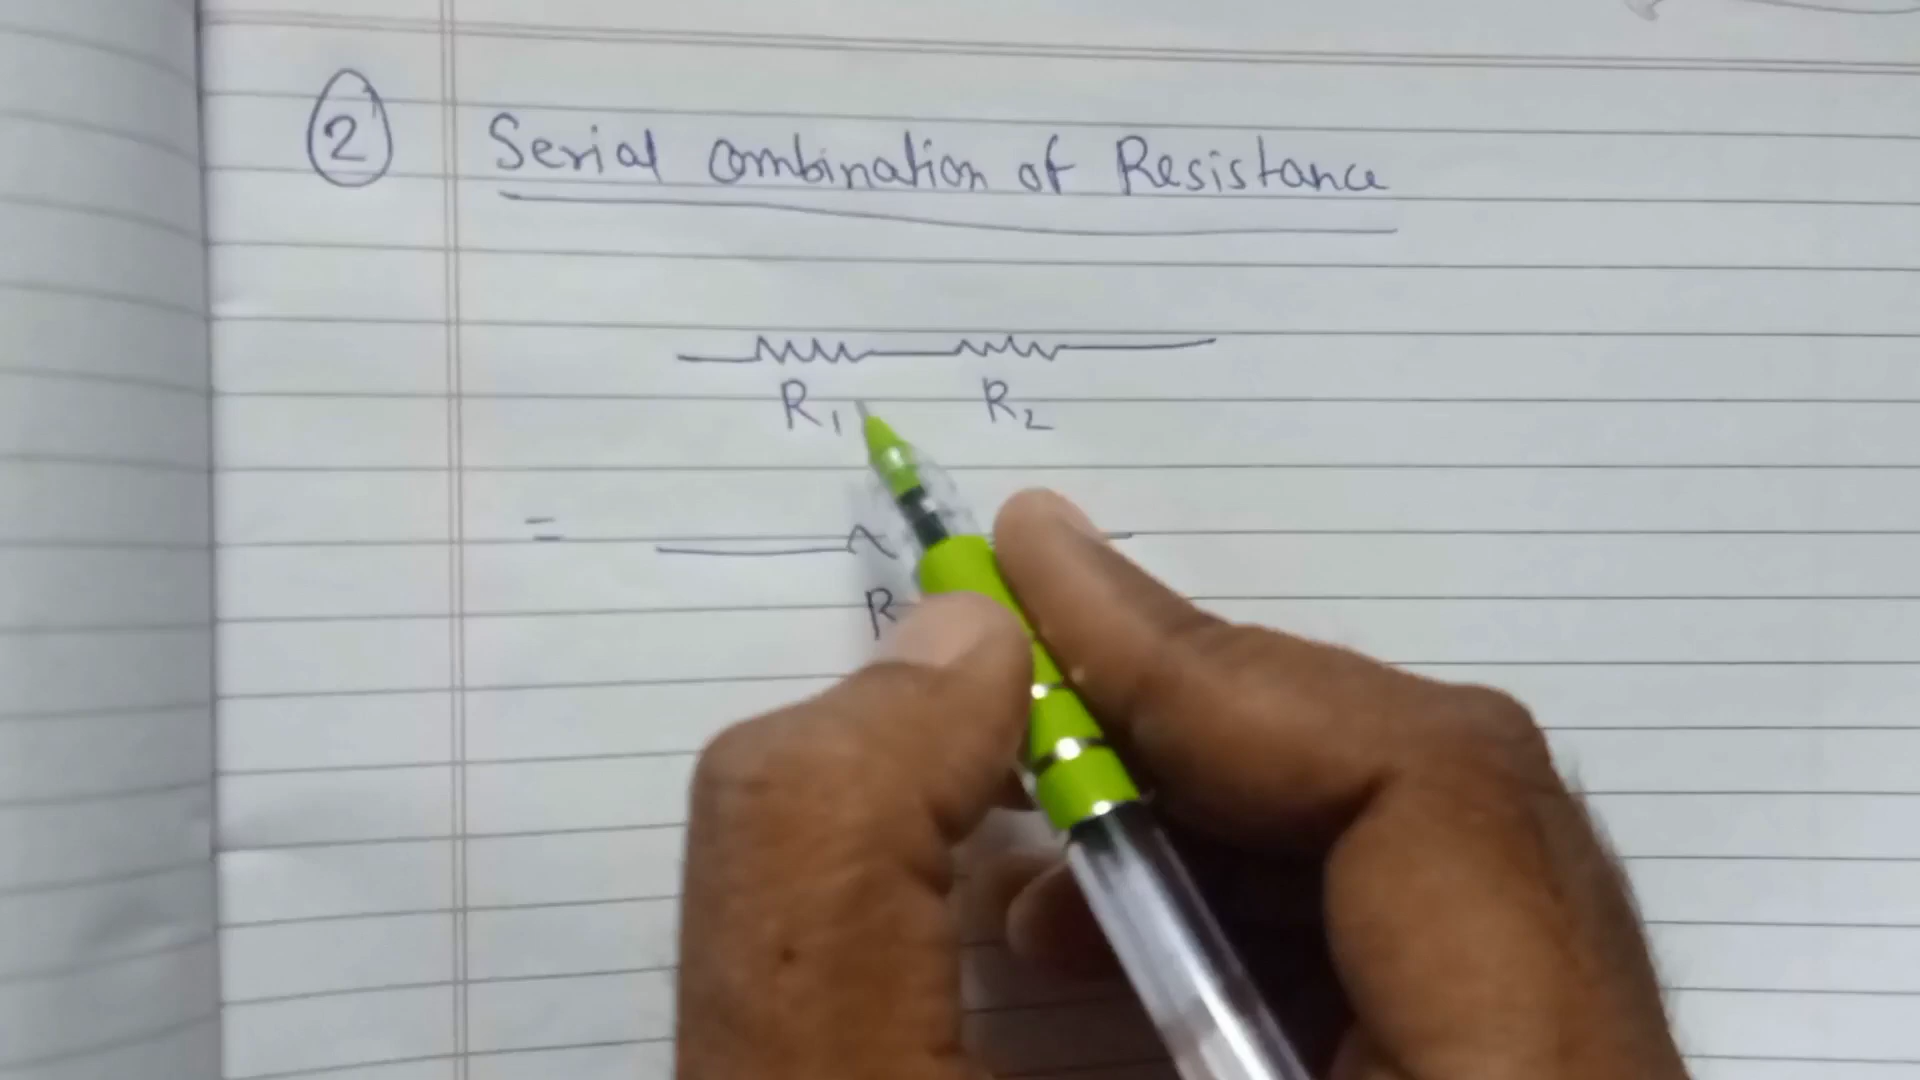 2 Serial Combination of Resistance
R1 R2
=
R